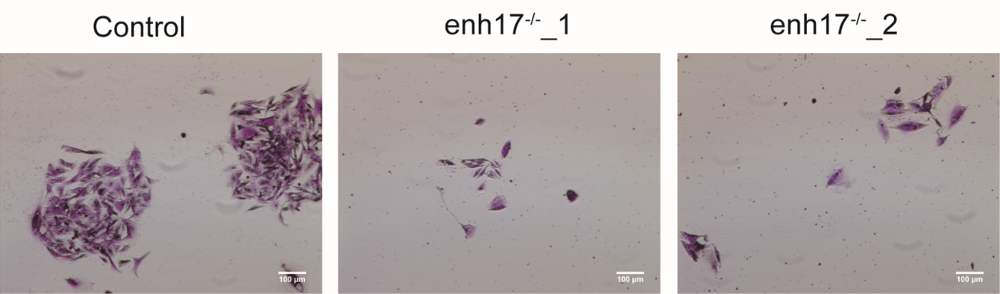 Control
enh17-/-_1
enh17-/-_2
100 µm
100 µm
100 µm